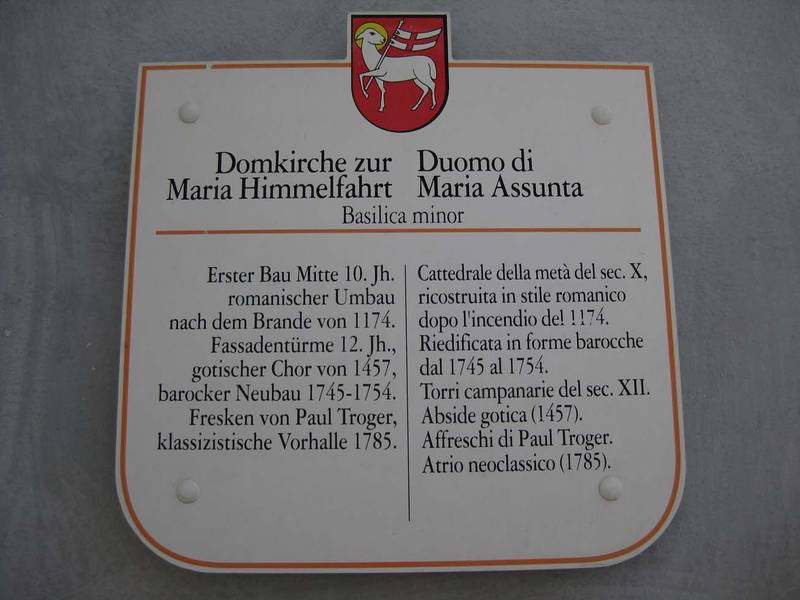 Domkirche zur
Maria Himmelfahrt
Duomo di
Maria Assunta
Basilica minor
Erster Bau Mitte 10. Jh.
romanischer Umbau
nach dem Brande von 1174.
Fassadentürme 12. Jh.,
gotischer Chor von 1457,
barocker Neubau 1745-1754.
Fresken von Paul Troger,
klassizistische Vorhalle 1785.
Cattedrale della metà del sec. X,
ricostruita in stile romanico
dopo l'incendio del 1174.
Riedificata in forme barocche
dal 1745 al 1754.
Torri campanarie del sec. XII.
Abside gotica (1457).
Affreschi di Paul Troger.
Atrio neoclassico (1785).